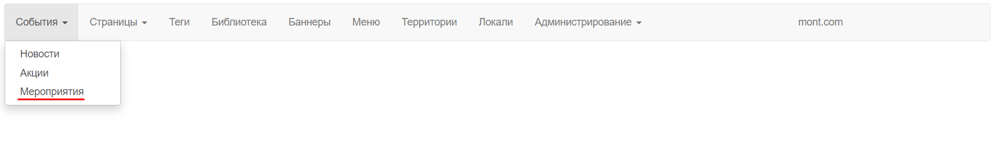 События Страницы Теги Библиотека Баннеры Меню Территории Локали Администрирование mont.com
Новости
Акции
Мероприятия